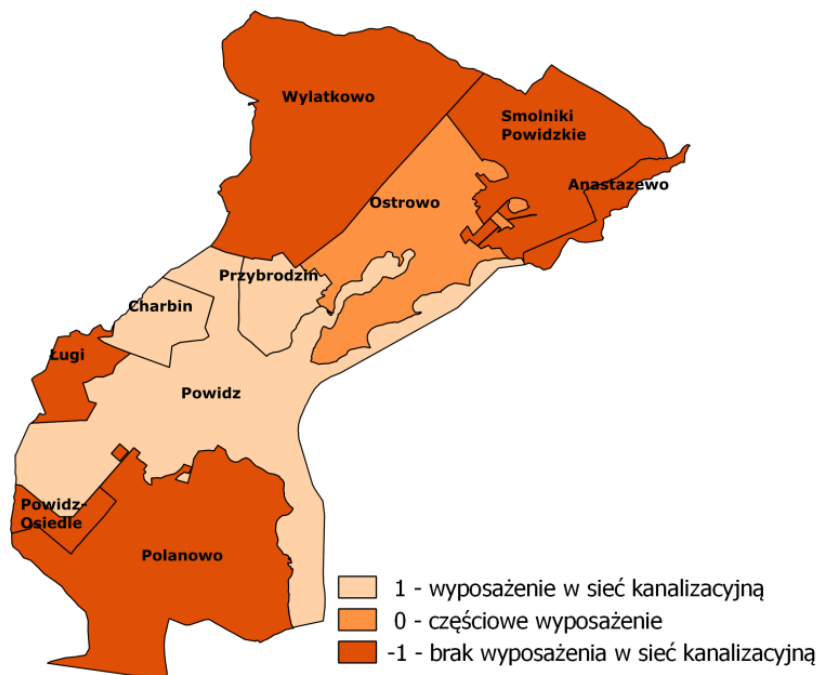 Wylatkowo
Smolniki
Powidzkie
Anastazewo
Ostrowo
Przybrodzin
Charbin
Ługi
Powidz
Powidz-
Osiedle
Polanowo
1 - wyposażenie w sieć kanalizacyjną
0 - częściowe wyposażenie
-1 - brak wyposażenia w sieć kanalizacyjną